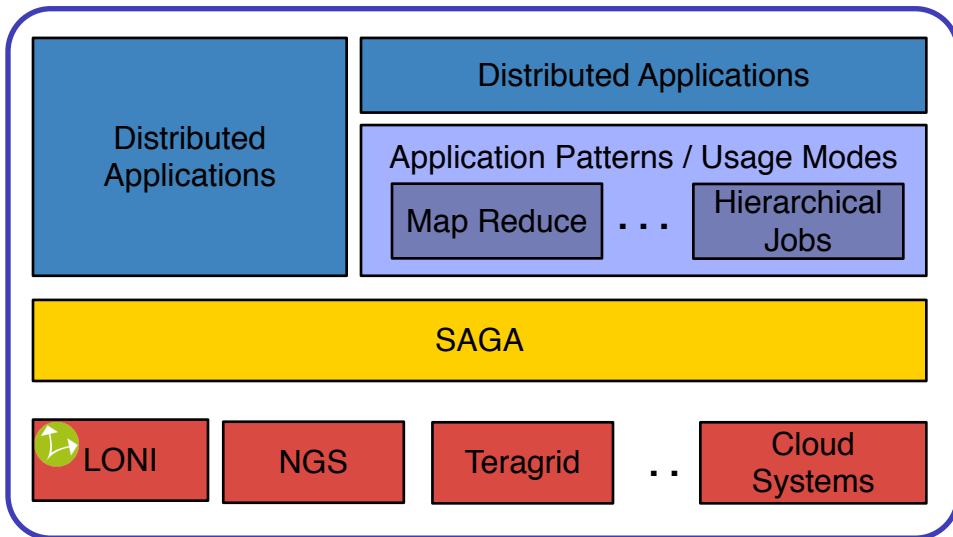 Distributed
Applications
Distributed Applications
Application Patterns / Usage Modes
Map Reduce
. . .
Hierarchical
Jobs
SAGA
LONI
NGS
Teragrid
. .
Cloud
Systems